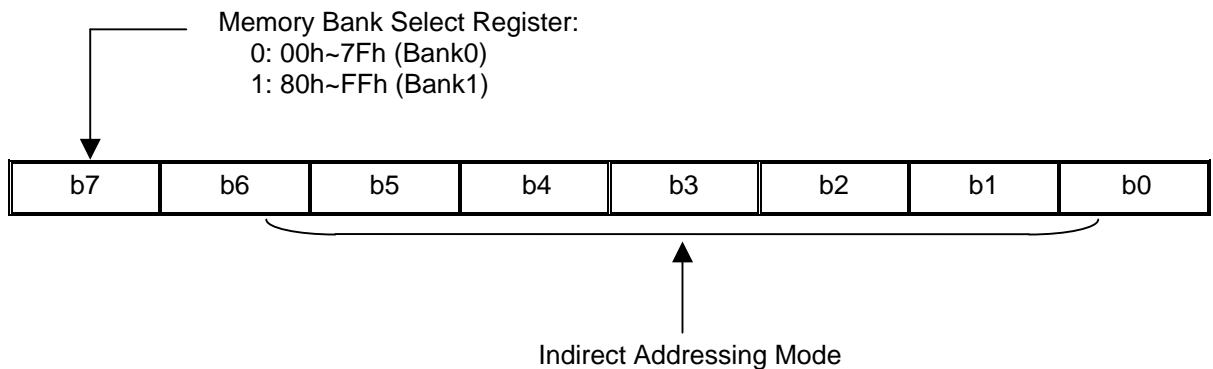 Memory Bank Select Register:
0: 00h~7Fh (Bank0)
1: 80h~FFh (Bank1)
b7 b6 b5 b4 b3 b2 b1 b0
Indirect Addressing Mode